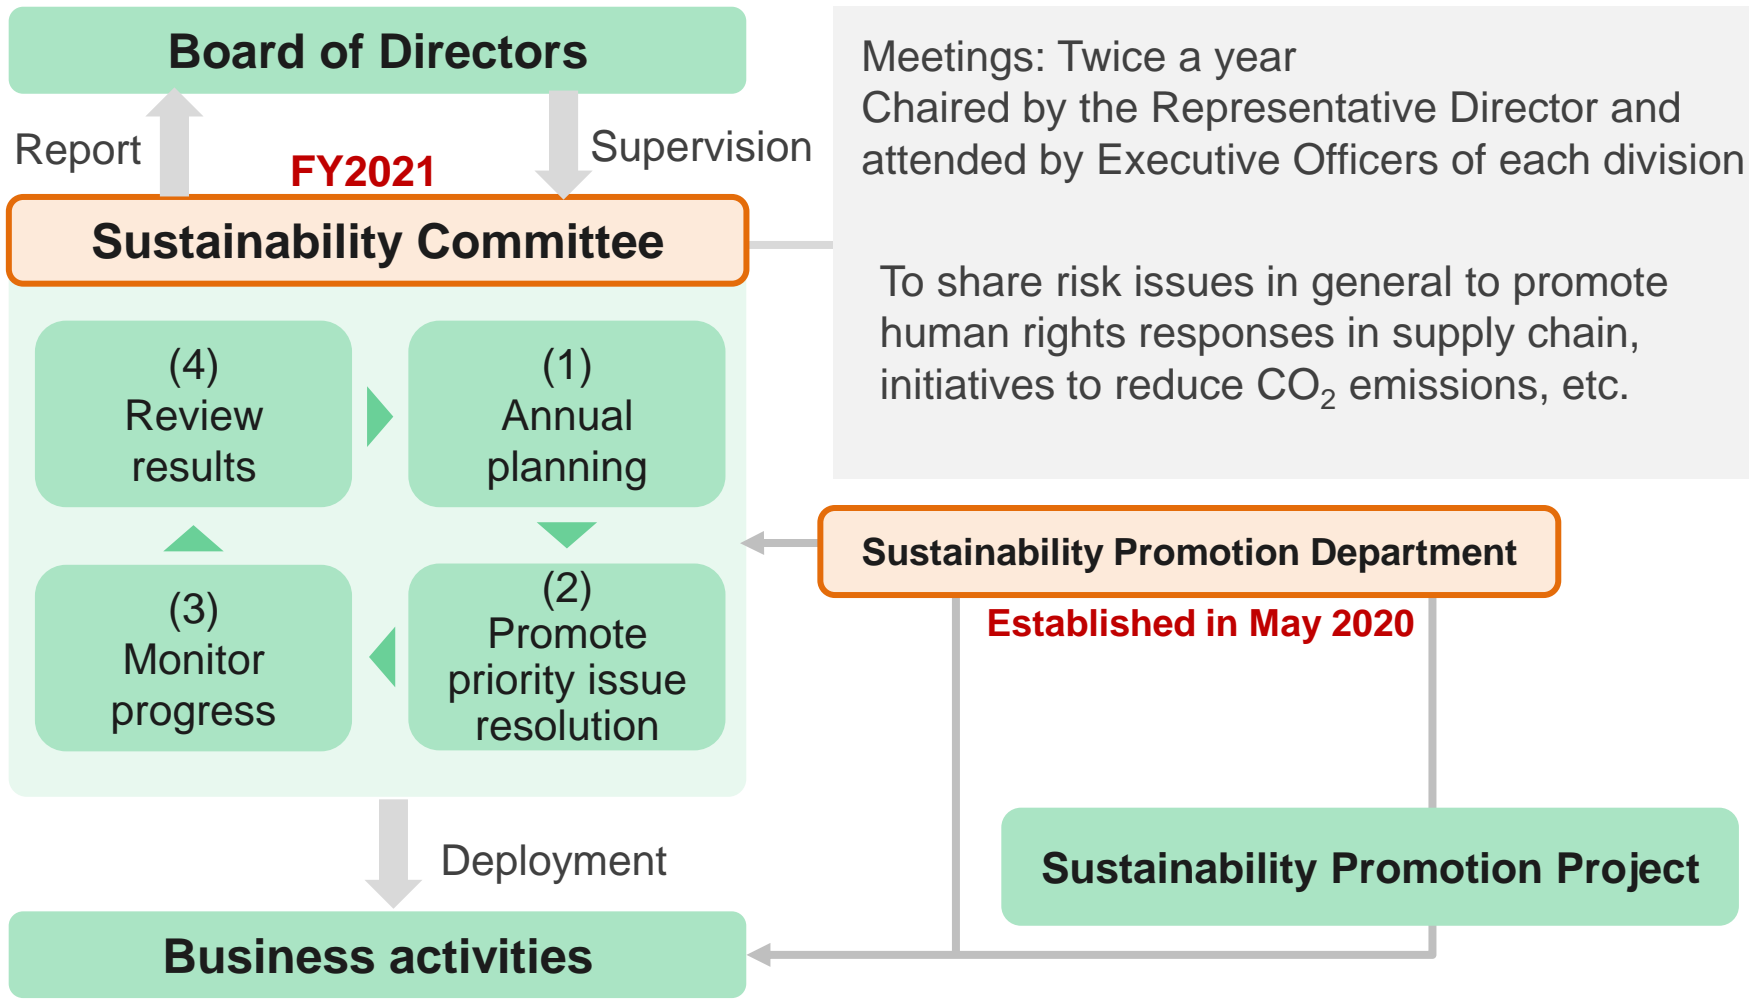 Board of Directors
Report
Supervision
FY2021
Sustainability Committee
Meetings: Twice a year
Chaired by the Representative Director and
attended by Executive Officers of each division
To share risk issues in general to promote
human rights responses in supply chain,
initiatives to reduce CO₂ emissions, etc.
(4)
Review
results
(1)
Annual
planning
(3)
Monitor
progress
(2)
Promote
priority issue
resolution
Sustainability Promotion Department
Established in May 2020
Deployment
Sustainability Promotion Project
Business activities